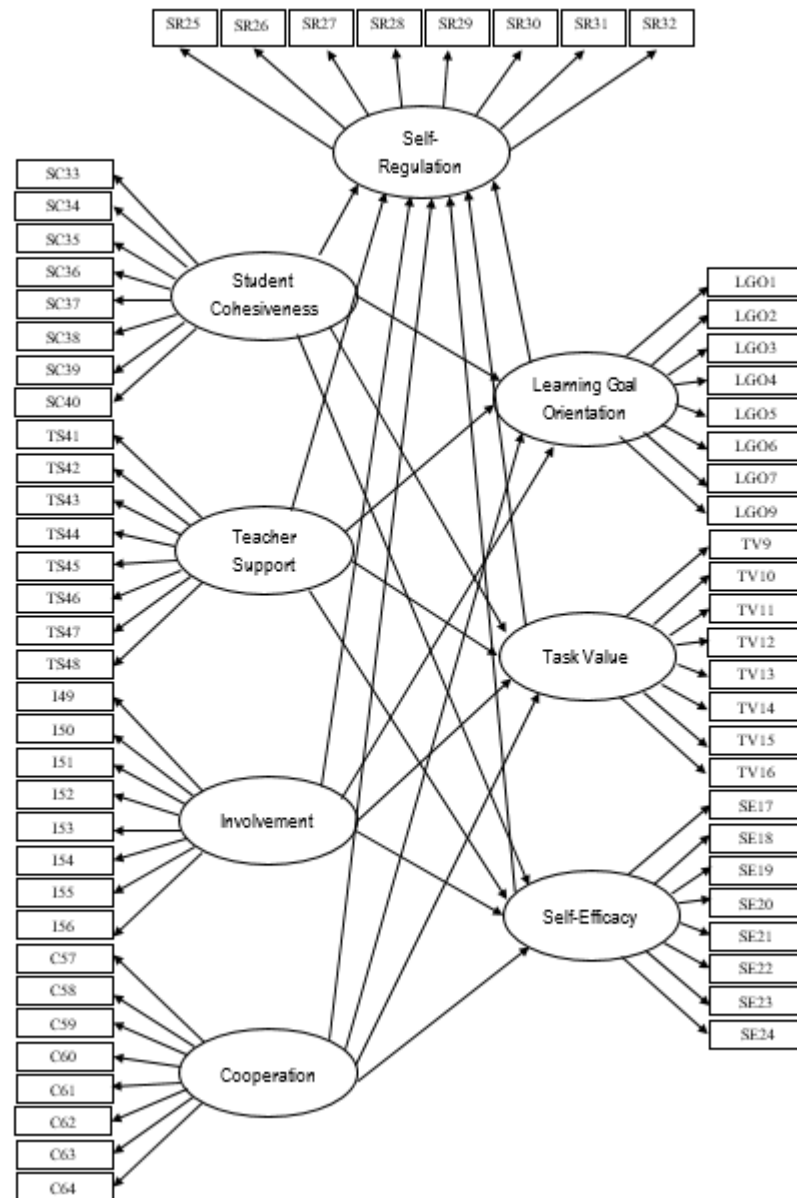 SR25
SR26
SR27
SR28
SR29
SR30
SR31
SR32
Self-
Regulation
SC33
SC34
SC35
SC36
SC37
SC38
SC39
SC40
Student
Cohesiveness
TS41
TS42
TS43
TS44
TS45
TS46
TS47
TS48
Teacher
Support
I49
I50
I51
I52
I53
I54
I55
I56
Involvement
C57
C58
C59
C60
C61
C62
C63
C64
Cooperation
Learning Goal
Orientation
LGO1
LGO2
LGO3
LGO4
LGO5
LGO6
LGO7
LGO9
Task Value
TV9
TV10
TV11
TV12
TV13
TV14
TV15
TV16
Self-Efficacy
SE17
SE18
SE19
SE20
SE21
SE22
SE23
SE24